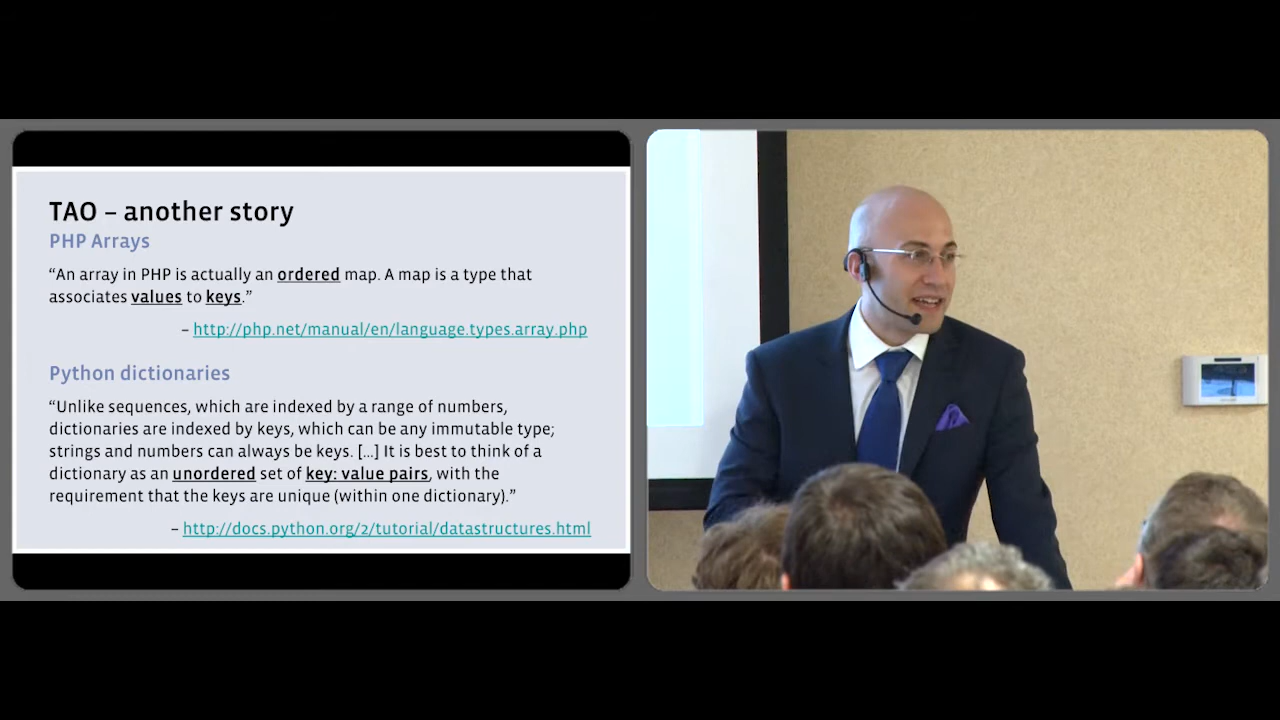 TAO – another story
PHP Arrays
“An array in PHP is actually an ordered map. A map is a type that
associates values to keys.”
– http://php.net/manual/en/language.types.array.php
Python dictionaries
“Unlike sequences, which are indexed by a range of numbers,
dictionaries are indexed by keys, which can be any immutable type;
strings and numbers can always be keys. […] It is best to think of a
dictionary as an unordered set of key: value pairs, with the
requirement that the keys are unique (within one dictionary).”
– http://docs.python.org/2/tutorial/datastructures.html